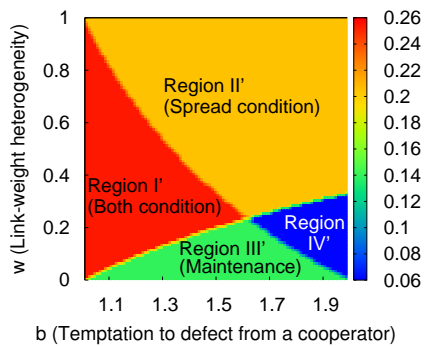 1
0.8
0.6
0.4
0.2
0
w (Link-weight heterogeneity)
Region II'
(Spread condition)
Region I'
(Both condition)
Region III'
(Maintenance)
Region
IV'
1.1 1.3 1.5 1.7 1.9
b (Temptation to defect from a cooperator)
0.26
0.24
0.22
0.2
0.18
0.16
0.14
0.12
0.1
0.08
0.06